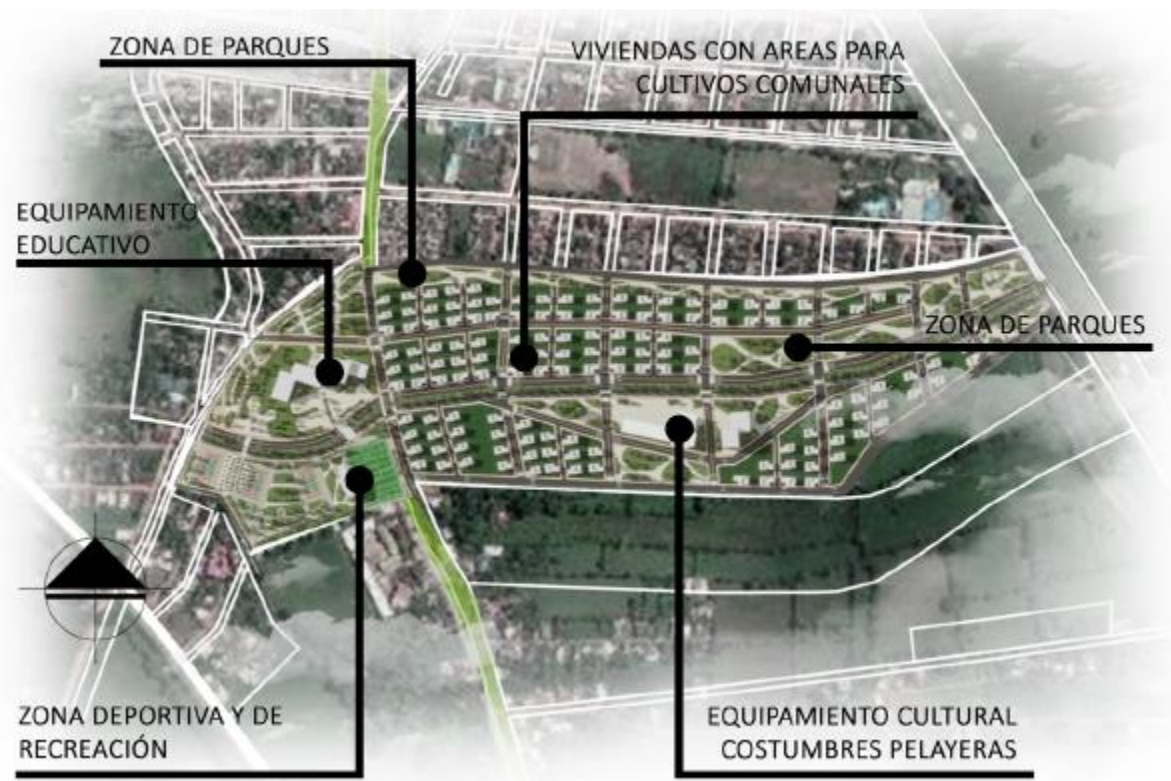 ZONA DE PARQUES
VIVIENDAS CON AREAS PARA
CULTIVOS COMUNALES
EQUIPAMIENTO
EDUCATIVO
ZONA DE PARQUES
ZONA DEPORTIVA Y DE
RECREACIÓN
EQUIPAMIENTO CULTURAL
COSTUMBRES PELAYERAS